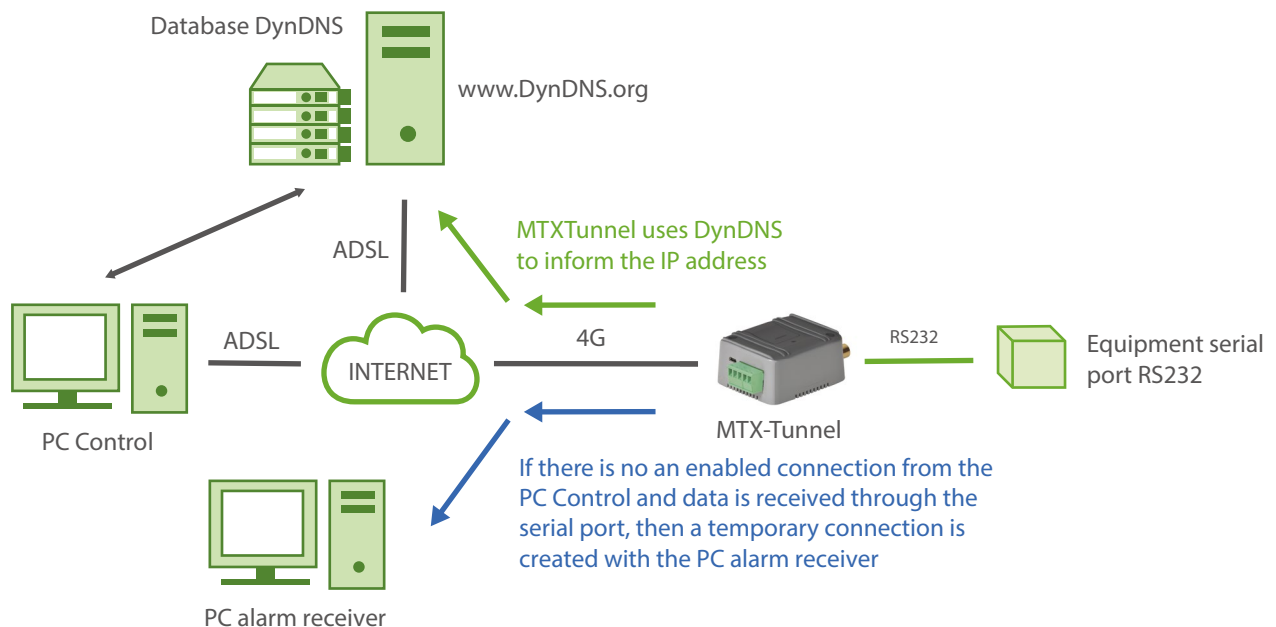 Database DynDNS
www.DynDNS.org
MTXTunnel uses DynDNS
to inform the IP address
ADSL
ADSL
INTERNET
4G
RS232
Equipment serial
port RS232
PC Control
MTX-Tunnel
If there is no an enabled connection from the
PC Control and data is received through the
serial port, then a temporary connection is
created with the PC alarm receiver
PC alarm receiver